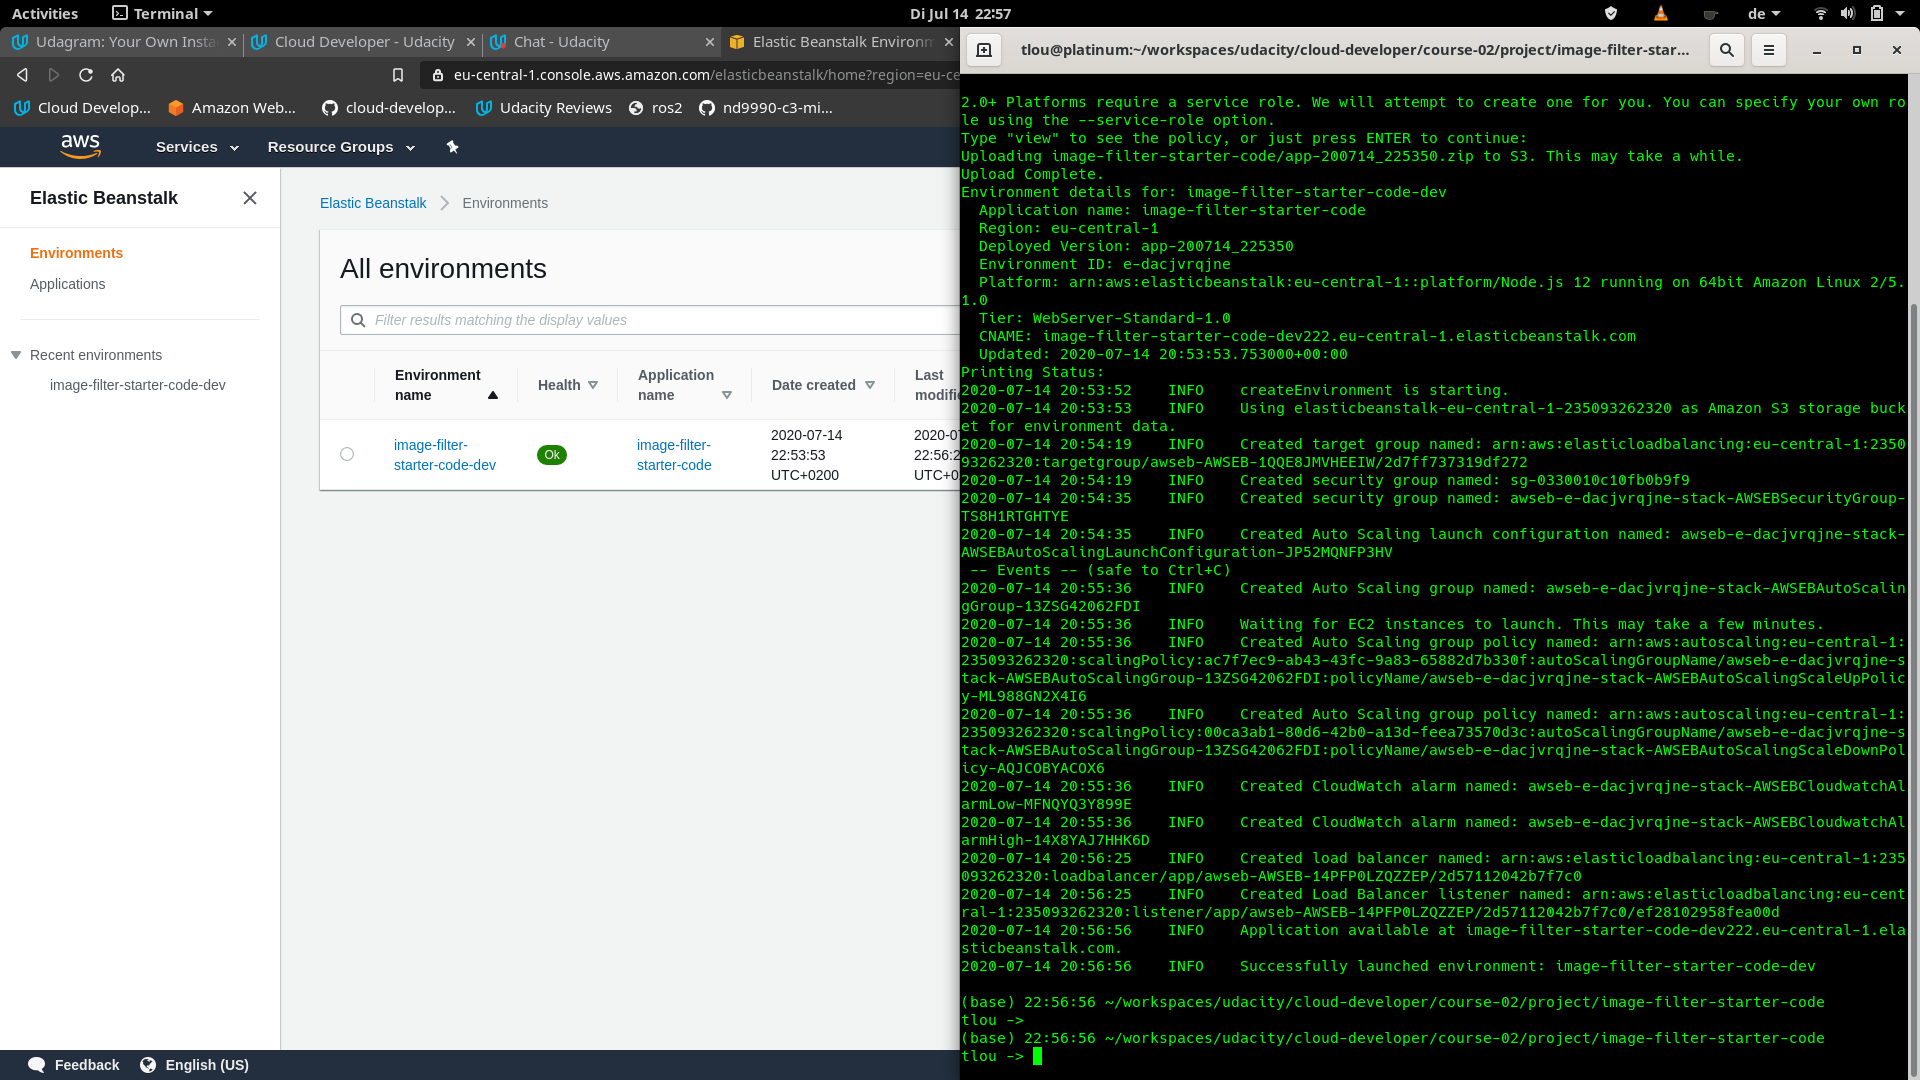 Activities
Terminal
Di Jul 14 22:57
de
Udagram: Your Own Insta
Cloud Developer - Udacity
Chat - Udacity
Elastic Beanstalk Environm
eu-central-1.console.aws.amazon.com/elasticbeanstalk/home?region=eu-ce
Cloud Develop...
Amazon Web...
cloud-develop...
Udacity Reviews
ros2
nd9990-c3-mi...
aws
Services
Resource Groups
Elastic Beanstalk
Environments
Applications
Recent environments
image-filter-starter-code-dev
Elastic Beanstalk
Environments
All environments
Filter results matching the display values
Environment name
Health
Application name
Date created
Last modifi
image-filter-
starter-code-dev
Ok
image-filter-
starter-code
2020-07-14
22:53:53
UTC+0200
2020-0
22:56:2
UTC+0
Feedback
English (US)
tlou@platinum:~/workspaces/udacity/cloud-developer/course-02/project/image-filter-star...
2.0+ Platforms require a service role. We will attempt to create one for you. You can specify your own ro
le using the --service-role option.
Type "view" to see the policy, or just press ENTER to continue:
Uploading image-filter-starter-code/app-200714_225350.zip to S3. This may take a while.
Upload Complete.
Environment details for: image-filter-starter-code-dev
  Application name: image-filter-starter-code
  Region: eu-central-1
  Deployed Version: app-200714_225350
  Environment ID: e-dacjvrqjne
  Platform: arn:aws:elasticbeanstalk:eu-central-1::platform/Node.js 12 running on 64bit Amazon Linux 2/5.
1.0
  Tier: WebServer-Standard-1.0
  CNAME: image-filter-starter-code-dev222.eu-central-1.elasticbeanstalk.com
  Updated: 2020-07-14 20:53:53.753000+00:00
Printing Status:
2020-07-14 20:53:52    INFO    createEnvironment is starting.
2020-07-14 20:53:53    INFO    Using elasticbeanstalk-eu-central-1-235093262320 as Amazon S3 storage buck
et for environment data.
2020-07-14 20:54:19    INFO    Created target group named: arn:aws:elasticloadbalancing:eu-central-1:2350
93262320:targetgroup/awseb-AWSEB-1QQE8JMVHEEIW/2d7ff737319df272
2020-07-14 20:54:19    INFO    Created security group named: sg-0330010c10fb0b9f9
2020-07-14 20:54:35    INFO    Created security group named: awseb-e-dacjvrqjne-stack-AWSEBSecurityGroup-
TS8H1RTGHTYE
2020-07-14 20:54:35    INFO    Created Auto Scaling launch configuration named: awseb-e-dacjvrqjne-stack-
AWSEBAutoScalingLaunchConfiguration-JP52MQNFP3HV
 -- Events -- (safe to Ctrl+C)
2020-07-14 20:55:36    INFO    Created Auto Scaling group named: awseb-e-dacjvrqjne-stack-AWSEBAutoScalin
gGroup-13ZSG42062FDI
2020-07-14 20:55:36    INFO    Waiting for EC2 instances to launch. This may take a few minutes.
2020-07-14 20:55:36    INFO    Created Auto Scaling group policy named: arn:aws:autoscaling:eu-central-1:
235093262320:scalingPolicy:ac7f7ec9-ab43-43fc-9a83-65882d7b330f:autoScalingGroupName/awseb-e-dacjvrqjne-s
tack-AWSEBAutoScalingGroup-13ZSG42062FDI:policyName/awseb-e-dacjvrqjne-stack-AWSEBAutoScalingScaleUpPolic
y-ML988GN2X4I6
2020-07-14 20:55:36    INFO    Created Auto Scaling group policy named: arn:aws:autoscaling:eu-central-1:
235093262320:scalingPolicy:00ca3ab1-80d6-42b0-a13d-feea73570d3c:autoScalingGroupName/awseb-e-dacjvrqjne-s
tack-AWSEBAutoScalingGroup-13ZSG42062FDI:policyName/awseb-e-dacjvrqjne-stack-AWSEBAutoScalingScaleDownPol
icy-AQJCOBYACOX6
2020-07-14 20:55:36    INFO    Created CloudWatch alarm named: awseb-e-dacjvrqjne-stack-AWSEBCloudwatchAl
armLow-MFNQYQ3Y899E
2020-07-14 20:55:36    INFO    Created CloudWatch alarm named: awseb-e-dacjvrqjne-stack-AWSEBCloudwatchAl
armHigh-14X8YAJ7HHK6D
2020-07-14 20:56:25    INFO    Created load balancer named: arn:aws:elasticloadbalancing:eu-central-1:235
093262320:loadbalancer/app/awseb-AWSEB-14PFP0LZQZZEP/2d57112042b7f7c0
2020-07-14 20:56:25    INFO    Created Load Balancer listener named: arn:aws:elasticloadbalancing:eu-cent
ral-1:235093262320:listener/app/awseb-AWSEB-14PFP0LZQZZEP/2d57112042b7f7c0/ef28102958fea00d
2020-07-14 20:56:56    INFO    Application available at image-filter-starter-code-dev222.eu-central-1.ela
sticbeanstalk.com.
2020-07-14 20:56:56    INFO    Successfully launched environment: image-filter-starter-code-dev
(base) 22:56:56 ~/workspaces/udacity/cloud-developer/course-02/project/image-filter-starter-code
tlou ->
(base) 22:56:56 ~/workspaces/udacity/cloud-developer/course-02/project/image-filter-starter-code
tlou ->